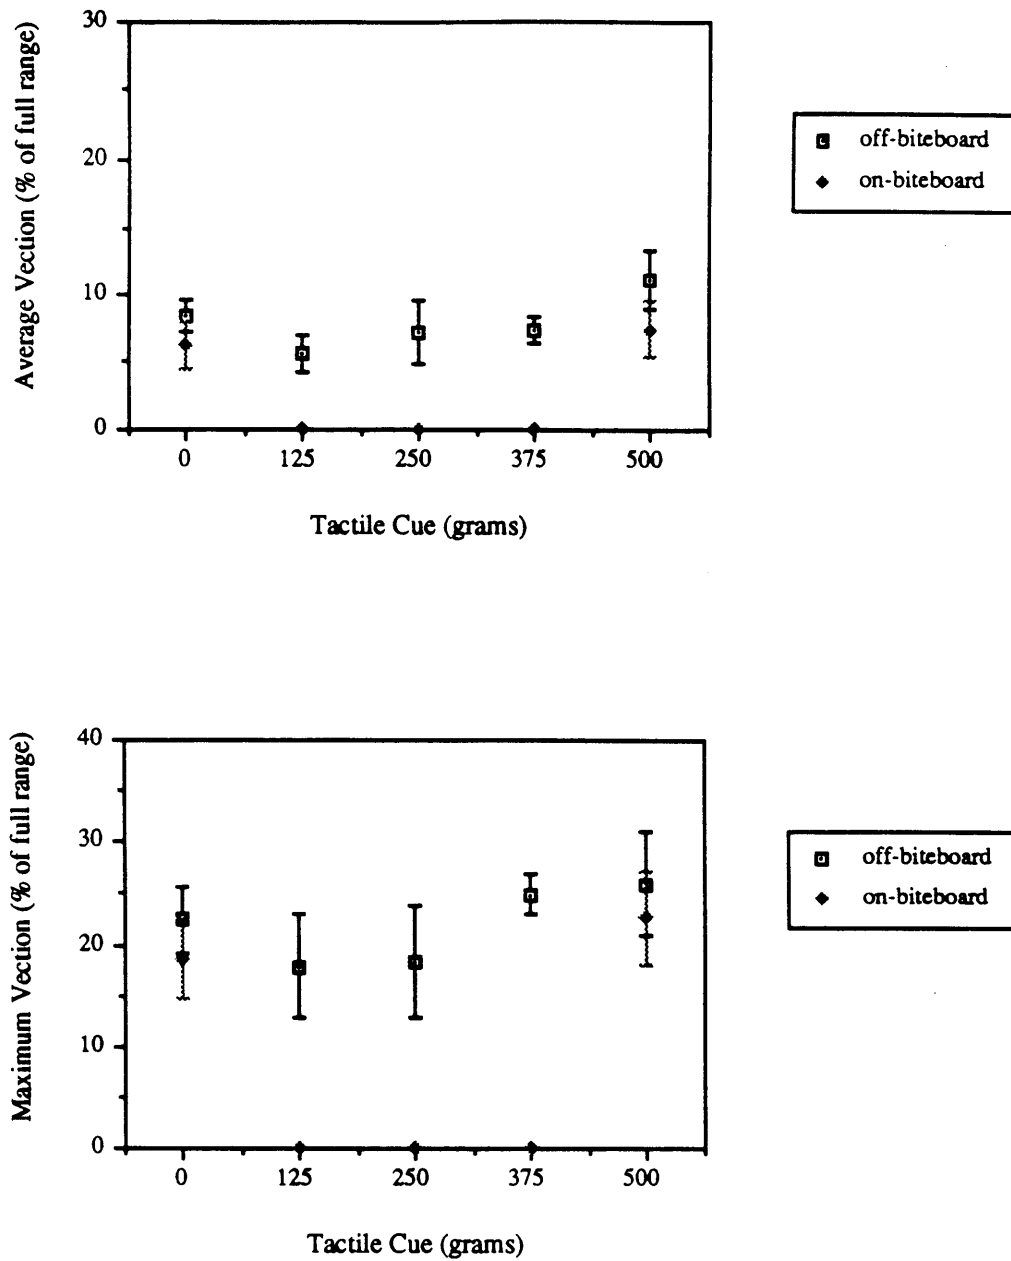 30
20
10
0
Average Vection (% of full range)
0 125 250 375 500
Tactile Cue (grams)
off-biteboard
on-biteboard
40
30
20
10
0
Maximum Vection (% of full range)
0 125 250 375 500
Tactile Cue (grams)
off-biteboard
on-biteboard